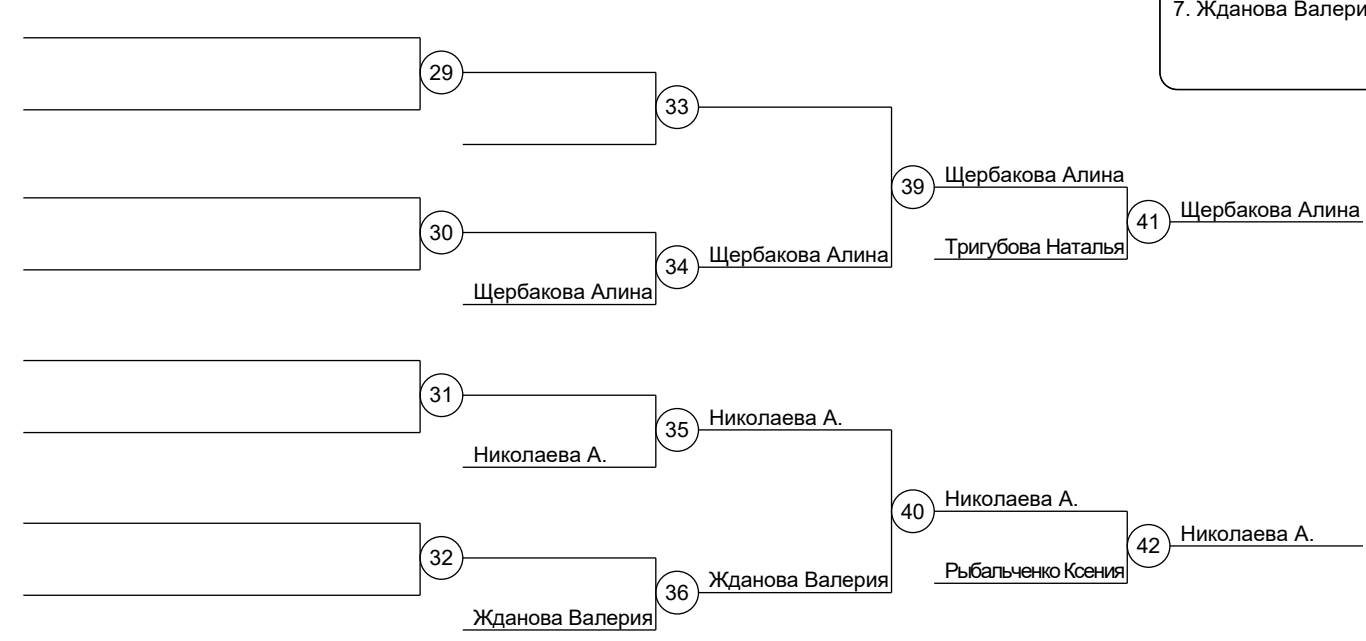 7. Жданова Валери
29
33
39
Щербакова Алина
41
Щербакова Алина
Тригубова Наталья
30
34
Щербакова Алина
Щербакова Алина
31
35
Николаева А.
Николаева А.
40
Николаева А.
42
Николаева А.
Рыбальченко Ксения
32
36
Жданова Валерия
Жданова Валерия